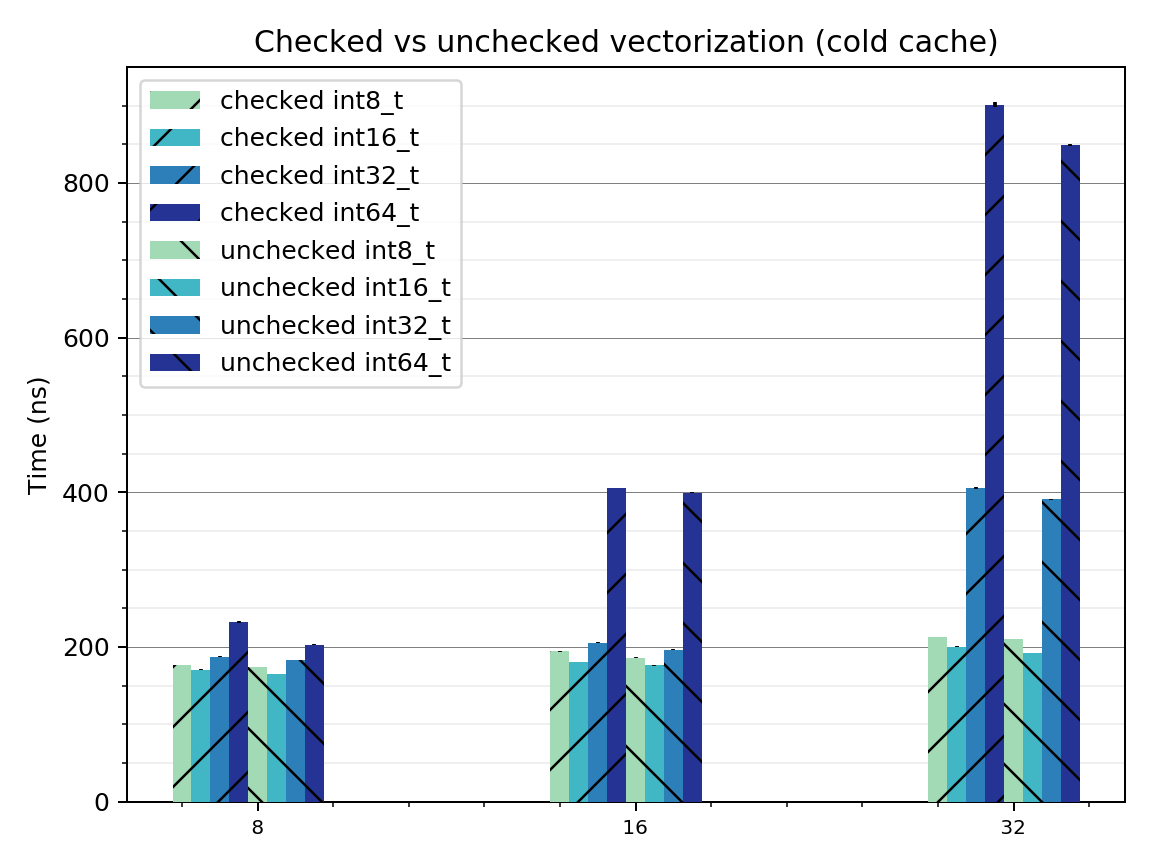 Checked vs unchecked vectorization (cold cache)
checked int8_t
checked int16_t
checked int32_t
checked int64_t
unchecked int8_t
unchecked int16_t
unchecked int32_t
unchecked int64_t
Time (ns)
800
600
400
200
0
8
16
32